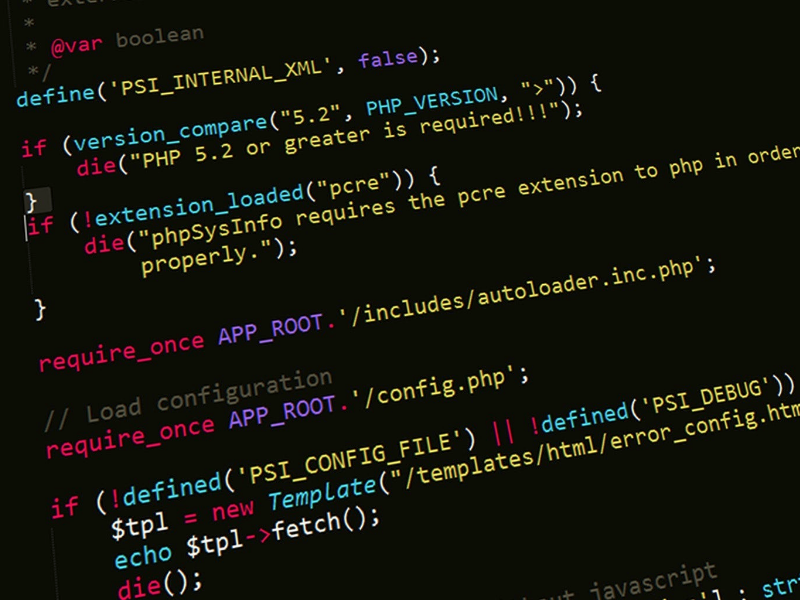 *
* @var boolean
*/
define('PSI_INTERNAL_XML', false);
if (version_compare("5.2", PHP_VERSION, ">")) {
die("PHP 5.2 or greater is required!!!");
}
if (!extension_loaded("pcre")) {
die("phpSysInfo requires the pcre extension to php in order
properly.");
}
require_once APP_ROOT.'/includes/autoloader.inc.php';
// Load configuration
require_once APP_ROOT.'/config.php';
if (!defined('PSI_CONFIG_FILE') || !defined('PSI_DEBUG'))
$tpl = new Template("/templates/html/error_config.htm
echo $tpl->fetch();
die();
javascript